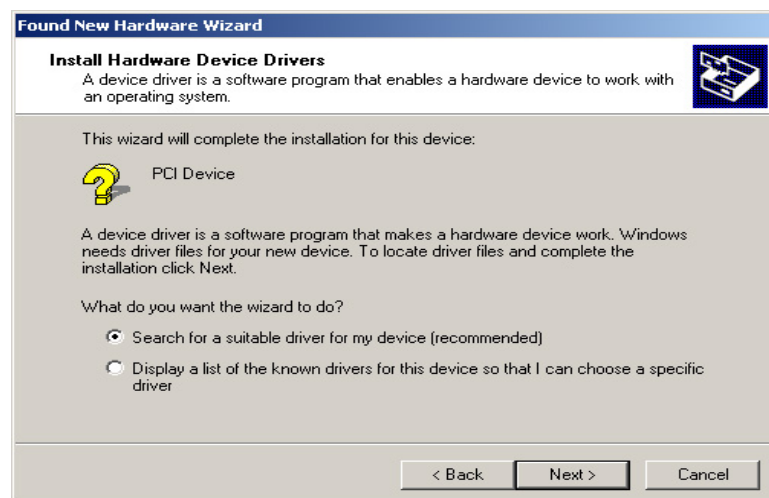 Found New Hardware Wizard
Install Hardware Device Drivers
A device driver is a software program that enables a hardware device to work with
an operating system.
This wizard will complete the installation for this device:
PCI Device
A device driver is a software program that makes a hardware device work. Windows
needs driver files for your new device. To locate driver files and complete the
installation click Next.
What do you want the wizard to do?
Search for a suitable driver for my device (recommended)
Display a list of the known drivers for this device so that I can choose a specific
driver
< Back Next > Cancel